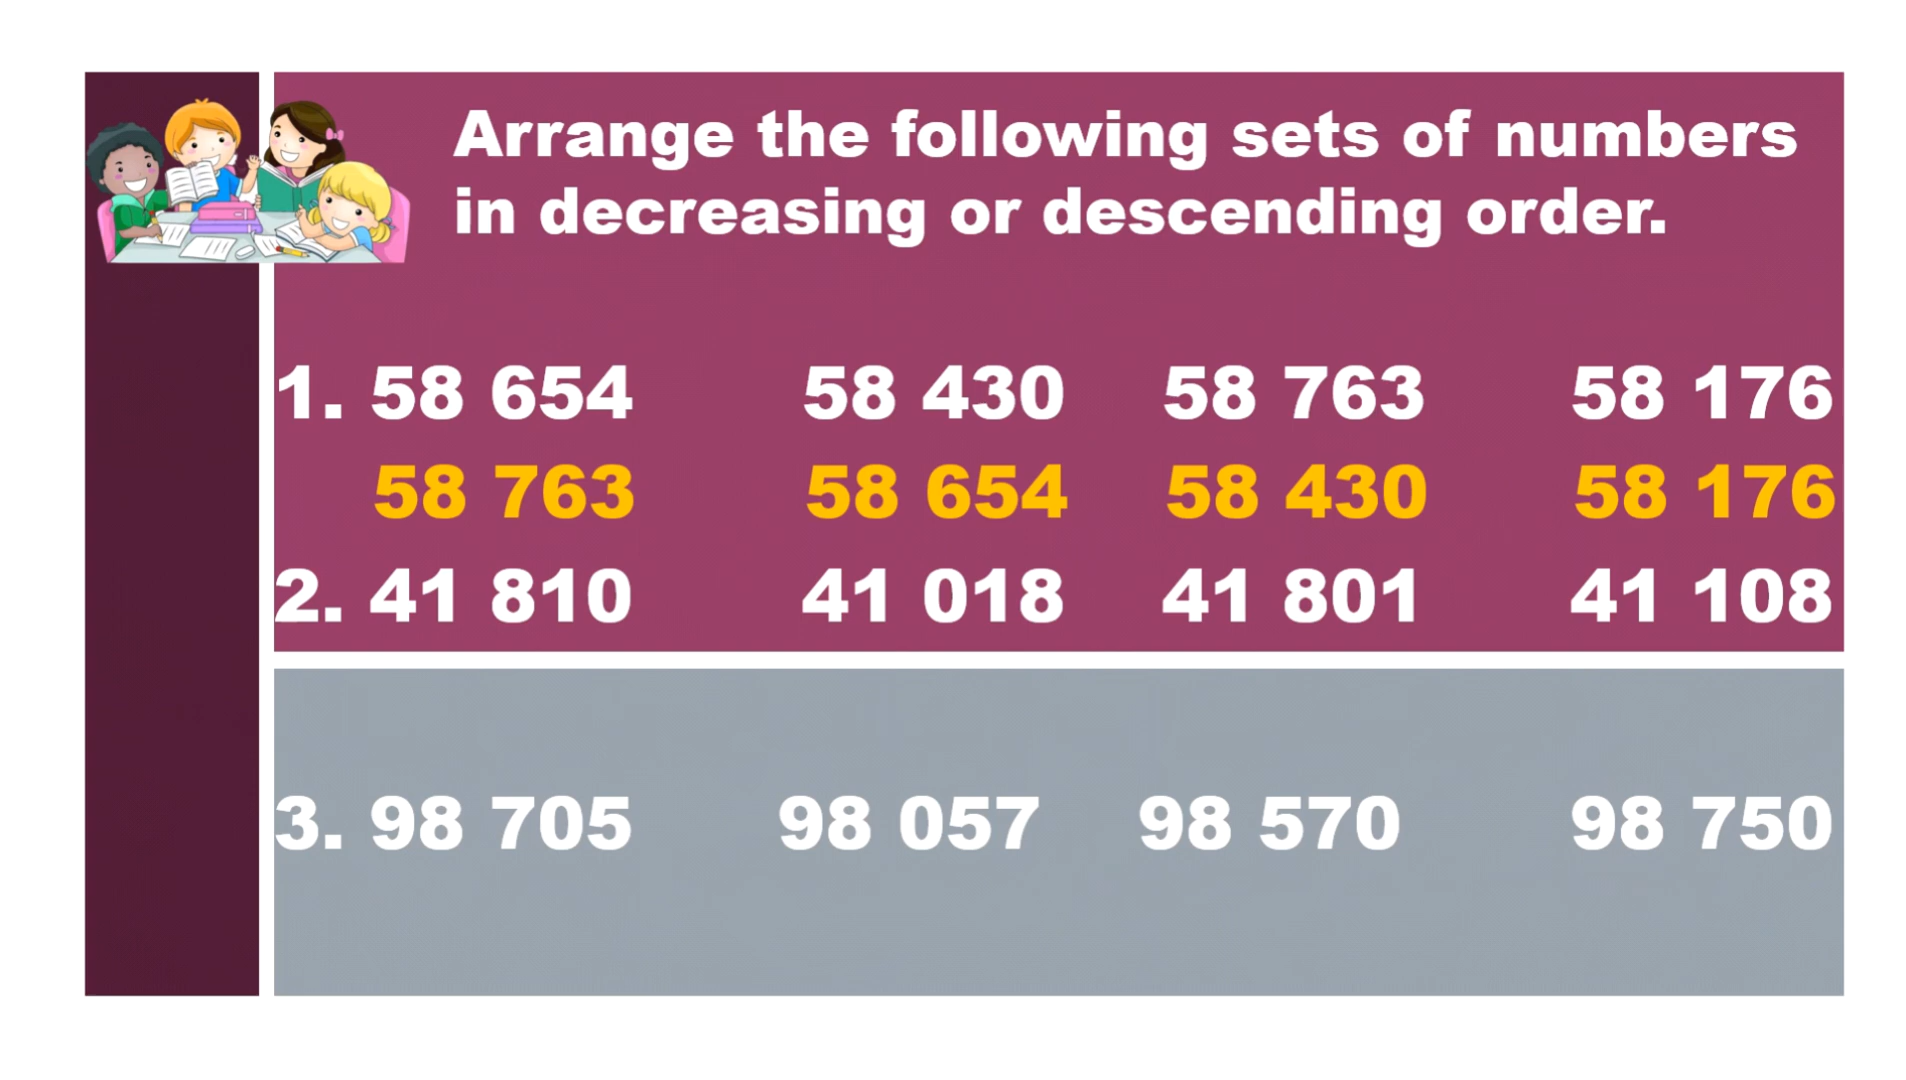 Arrange the following sets of numbers
in decreasing or descending order.
1. 58 654 58 430 58 763 58 176
58 763 58 654 58 430 58 176
2. 41 810 41 018 41 801 41 108
3. 98 705 98 057 98 570 98 750